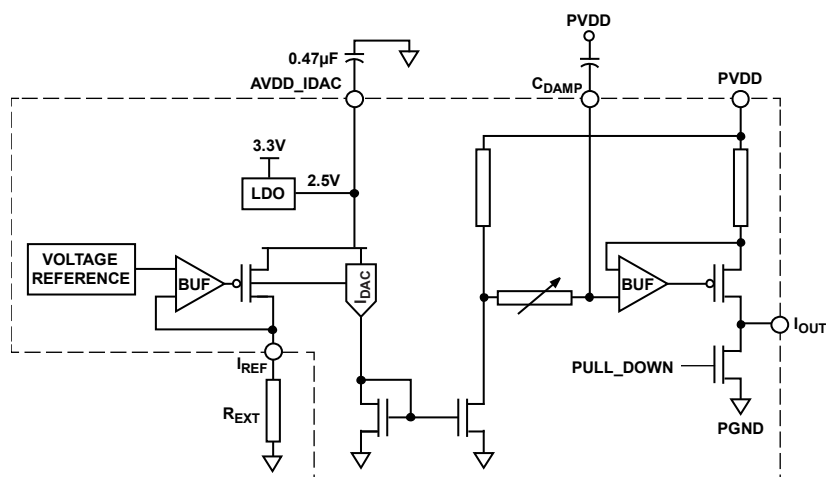 PVDD
0.47µF
AVDD_IDAC
CDAMP
PVDD
3.3V
LDO
2.5V
VOLTAGE
REFERENCE
BUF
IDAC
BUF
IOUT
IREF
PULL_DOWN
REXT
PGND